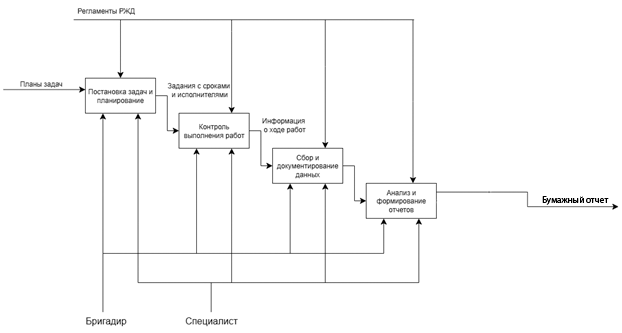 Регламенты РЖД
Планы задач
Постановка задач и
планирование
Задания с сроками
и исполнителями
Контроль
выполнения работ
Информация
о ходе работ
Сбор и
документирование
данных
Анализ и
формирование
отчетов
Бумажный отчет
Бригадир
Специалист